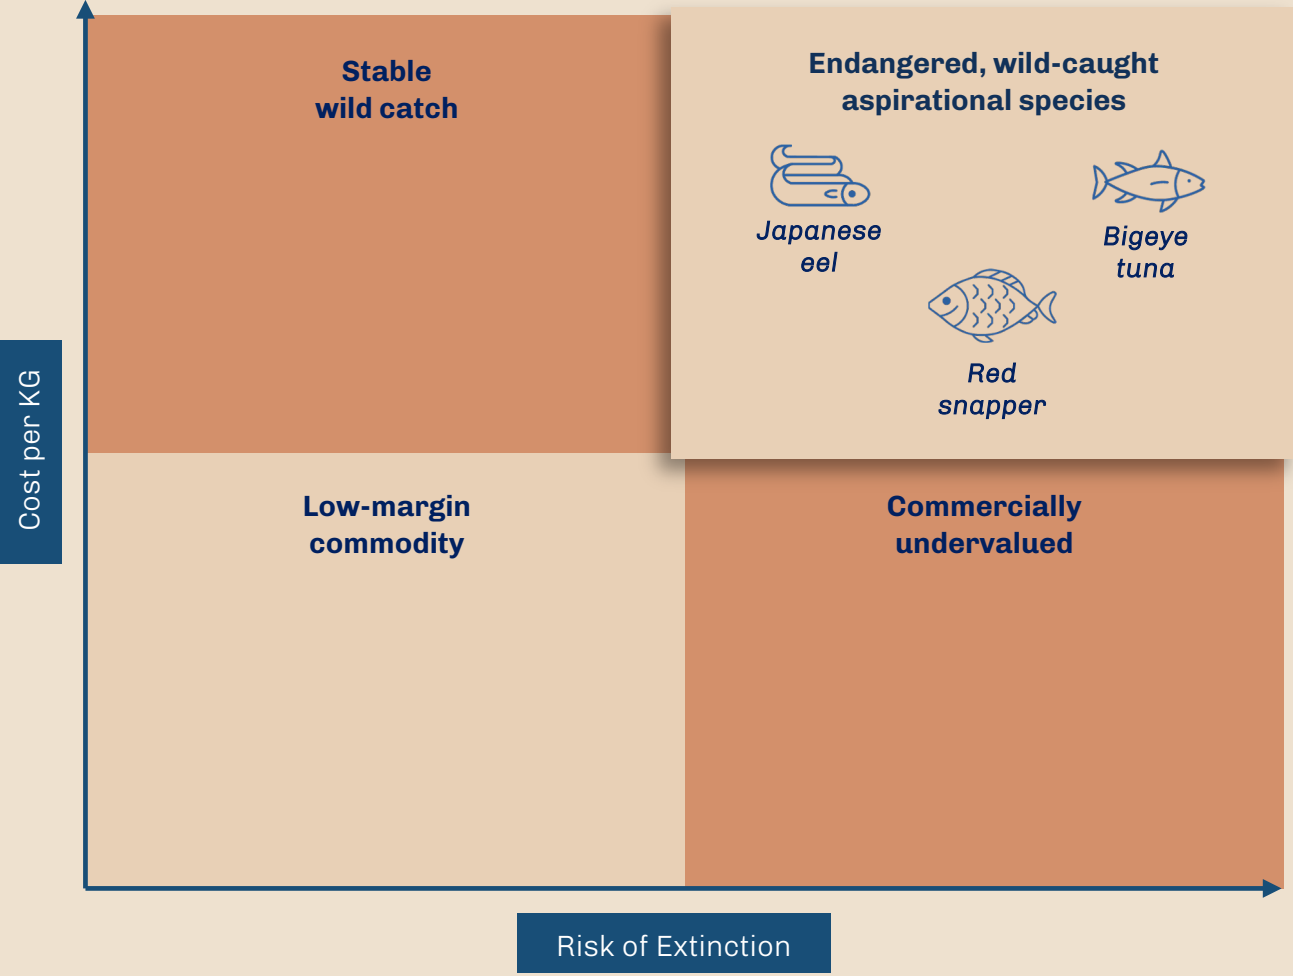 Stable
wild catch
Endangered, wild-caught
aspirational species
Japanese
eel
Bigeye
tuna
Red
snapper
Cost per KG
Low-margin
commodity
Commercially
undervalued
Risk of Extinction